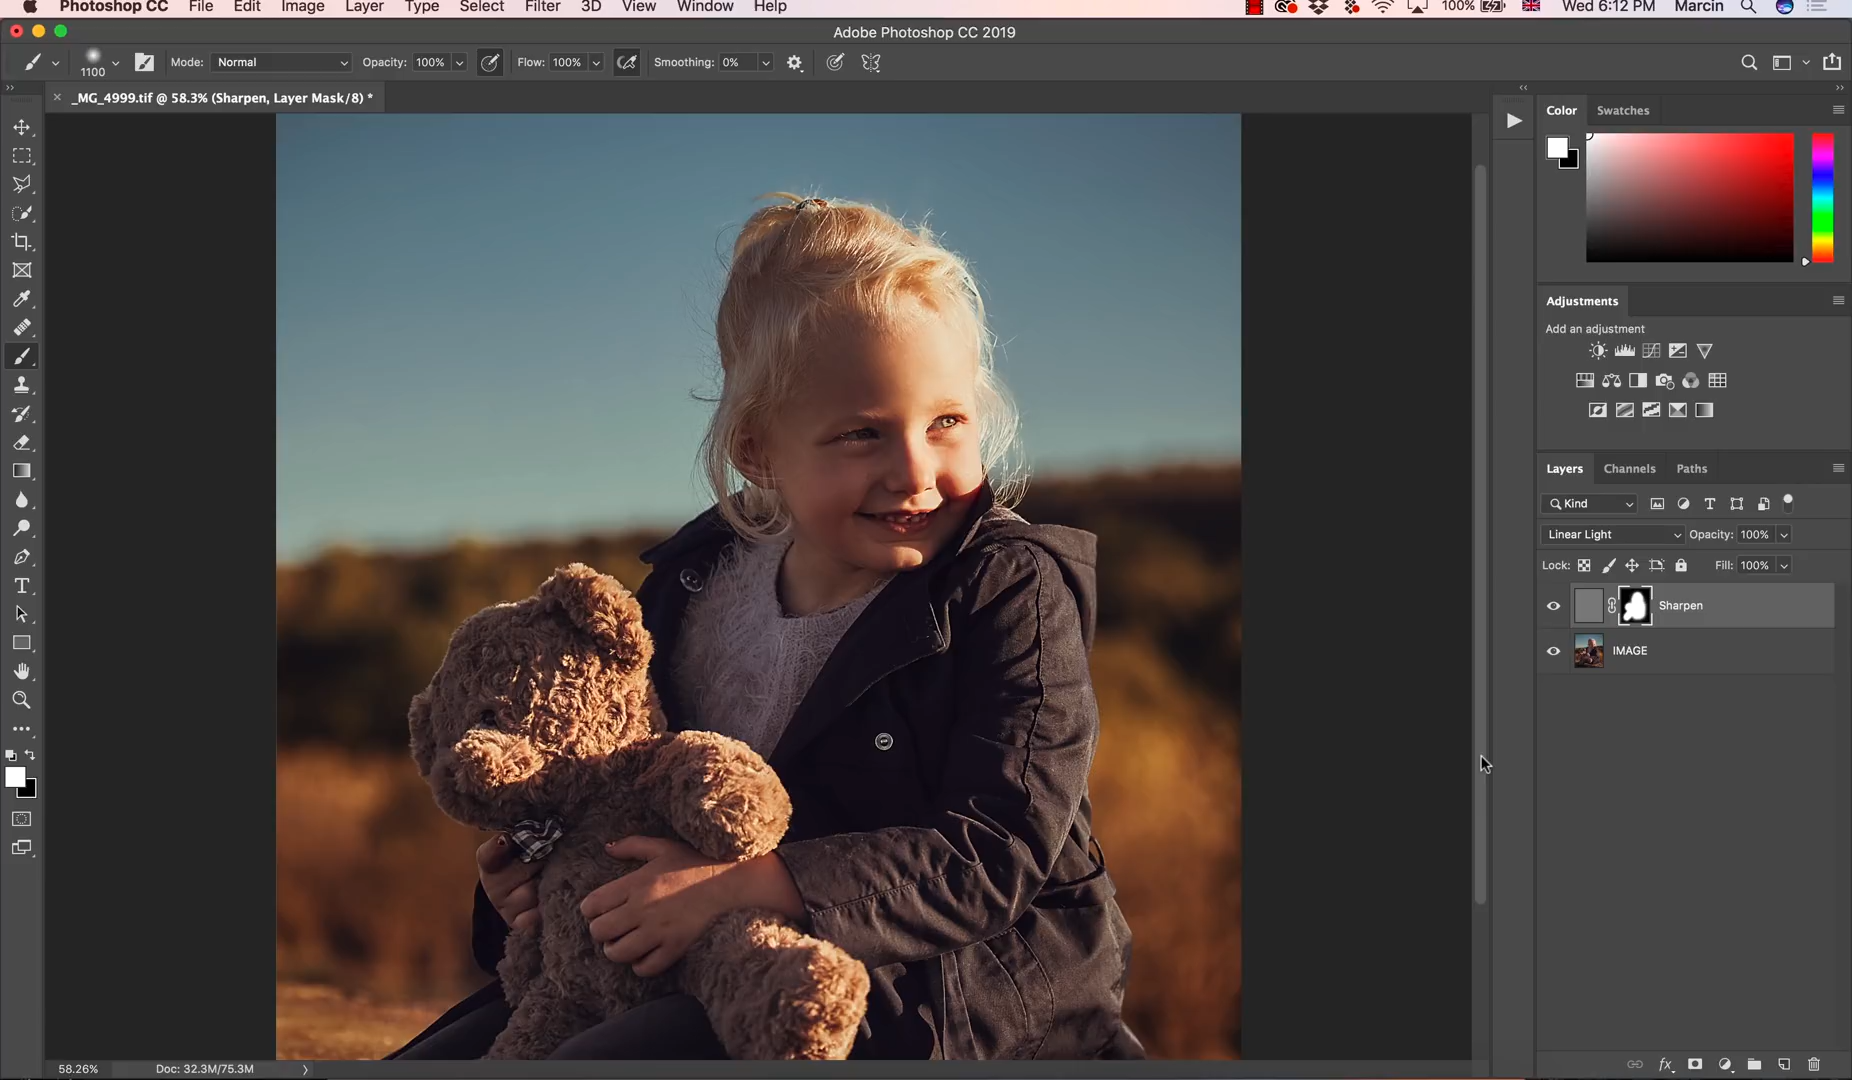 Photoshop CC File Edit Image Layer Type Select Filter 3D View Window Help 100% Wed 6:12 PM Marcin
Adobe Photoshop CC 2019
1100 Mode: Normal Opacity: 100% Flow: 100% Smoothing: 0%
_MG_4999.tif @ 58.3% (Sharpen, Layer Mask/8) *
Color Swatches
Adjustments
Add an adjustment
Layers Channels Paths
Kind
Linear Light Opacity: 100%
Lock: Fill: 100%
Sharpen
IMAGE
58.26% Doc: 32.3M/75.3M